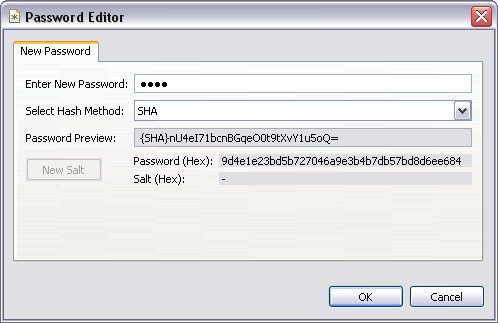 Password Editor
New Password
Enter New Password: ●●●●
Select Hash Method: SHA
Password Preview: {SHA}nU4eI71bcnBGqeO0t9tXvY1u5oQ=
New Salt
Password (Hex): 9d4e1e23bd5b727046a9e3b4b7db57bd8d6ee684
Salt (Hex): -
OK Cancel